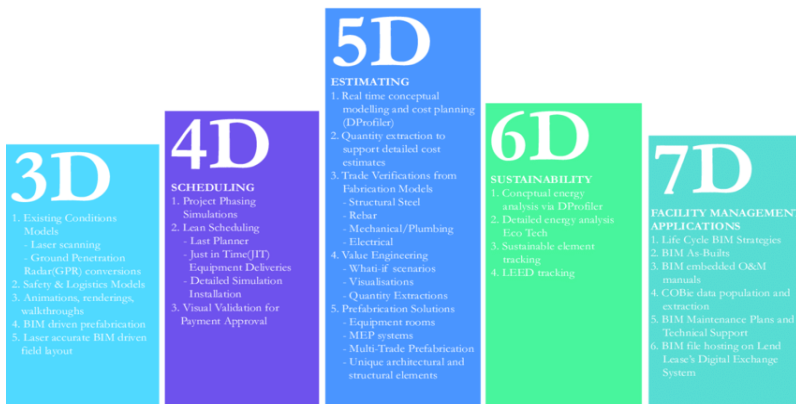 3D
1. Existing Conditions
Models
- Laser scanning
- Ground Penetration
Radar(GPR) conversions
2. Safety & Logistics Models
3. Animations, renderings,
walkthroughs
4. BIM driven prefabrication
5. Laser accurate BIM driven
field layout
4D
SCHEDULING
1. Project Phasing
Simulations
2. Lean Scheduling
- Last Planner
- Just in Time(JIT)
Equipment Deliveries
- Detailed Simulation
Installation
3. Visual Validation for
Payment Approval
5D
ESTIMATING
1. Real time conceptual
modelling and cost planning
(DProfiler)
2. Quantity extraction to
support detailed cost
estimates
3. Trade Verifications from
Fabrication Models
- Structural Steel
- Rebar
- Mechanical/Plumbing
- Electrical
4. Value Engineering
- Whati-if scenarios
- Visualisations
- Quantity Extractions
5. Prefabrication Solutions
- Equipment rooms
- MEP systems
- Multi-Trade Prefabrication
- Unique architectural and
structural elements
6D
SUSTAINABILITY
1. Conceptual energy
analysis via DProfiler
2. Detailed energy analysis
Eco Tech
3. Sustainable element
tracking
4. LEED tracking
7D
FACILITY MANAGEMENT
APPLICATIONS
1. Life Cycle BIM Strategies
2. BIM As-Builts
3. BIM embedded O&M
manuals
4. COBie data population and
extraction
5. BIM Maintenance Plans and
Technical Support
6. BIM file hosting on Lend
Lease's Digital Exchange
System